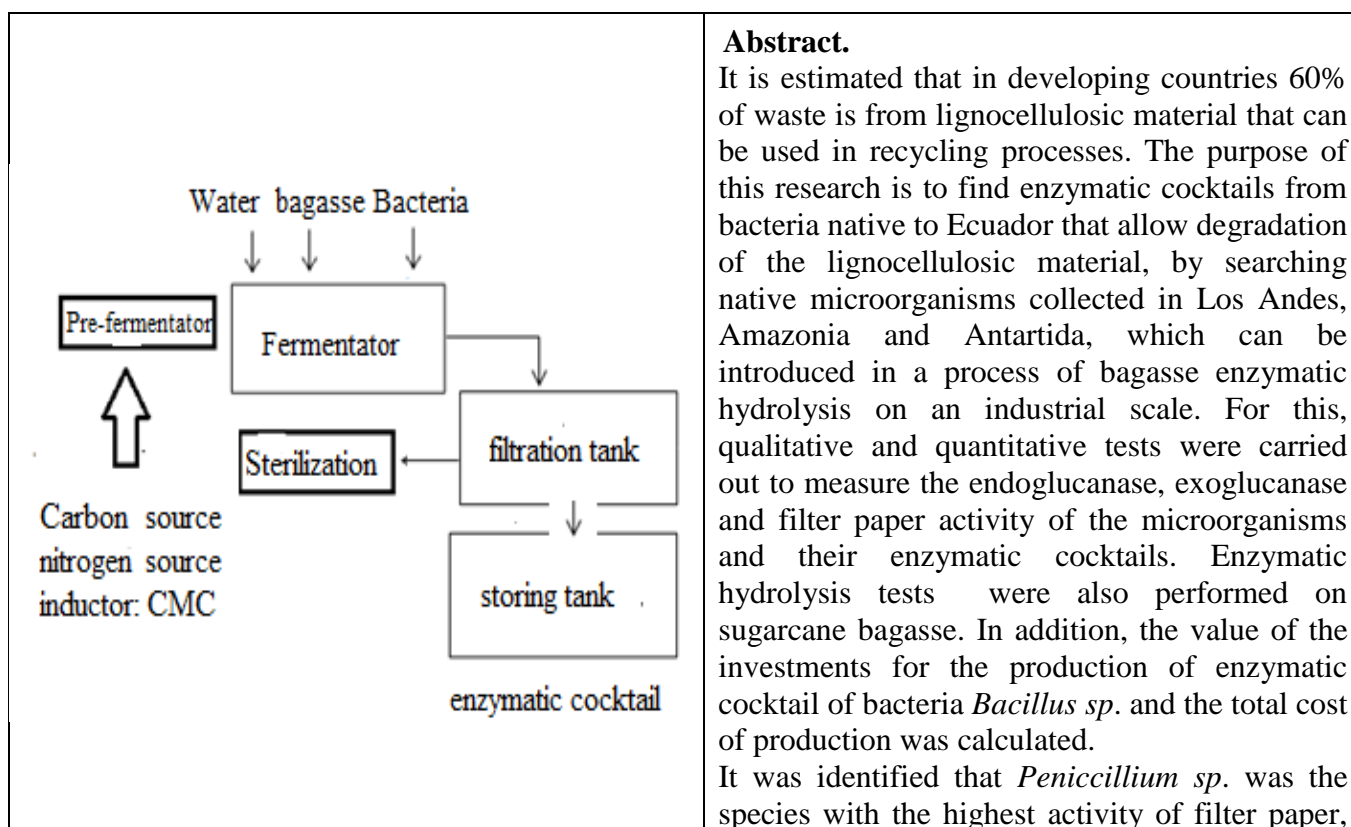 Water bagasse Bacteria
Pre-fermentator
Fermentator
Carbon source
nitrogen source
inductor: CMC
Sterilization
filtration tank
storing tank
enzymatic cocktail
Abstract.
It is estimated that in developing countries 60%
of waste is from lignocellulosic material that can
be used in recycling processes. The purpose of
this research is to find enzymatic cocktails from
bacteria native to Ecuador that allow degradation
of the lignocellulosic material, by searching
native microorganisms collected in Los Andes,
Amazonia and Antartida, which can be
introduced in a process of bagasse enzymatic
hydrolysis on an industrial scale. For this,
qualitative and quantitative tests were carried
out to measure the endoglucanase, exoglucanase
and filter paper activity of the microorganisms
and their enzymatic cocktails. Enzymatic
hydrolysis tests were also performed on
sugarcane bagasse. In addition, the value of the
investments for the production of enzymatic
cocktail of bacteria Bacillus sp. and the total cost
of production was calculated.
It was identified that Peniccillium sp. was the
species with the highest activity of filter paper,